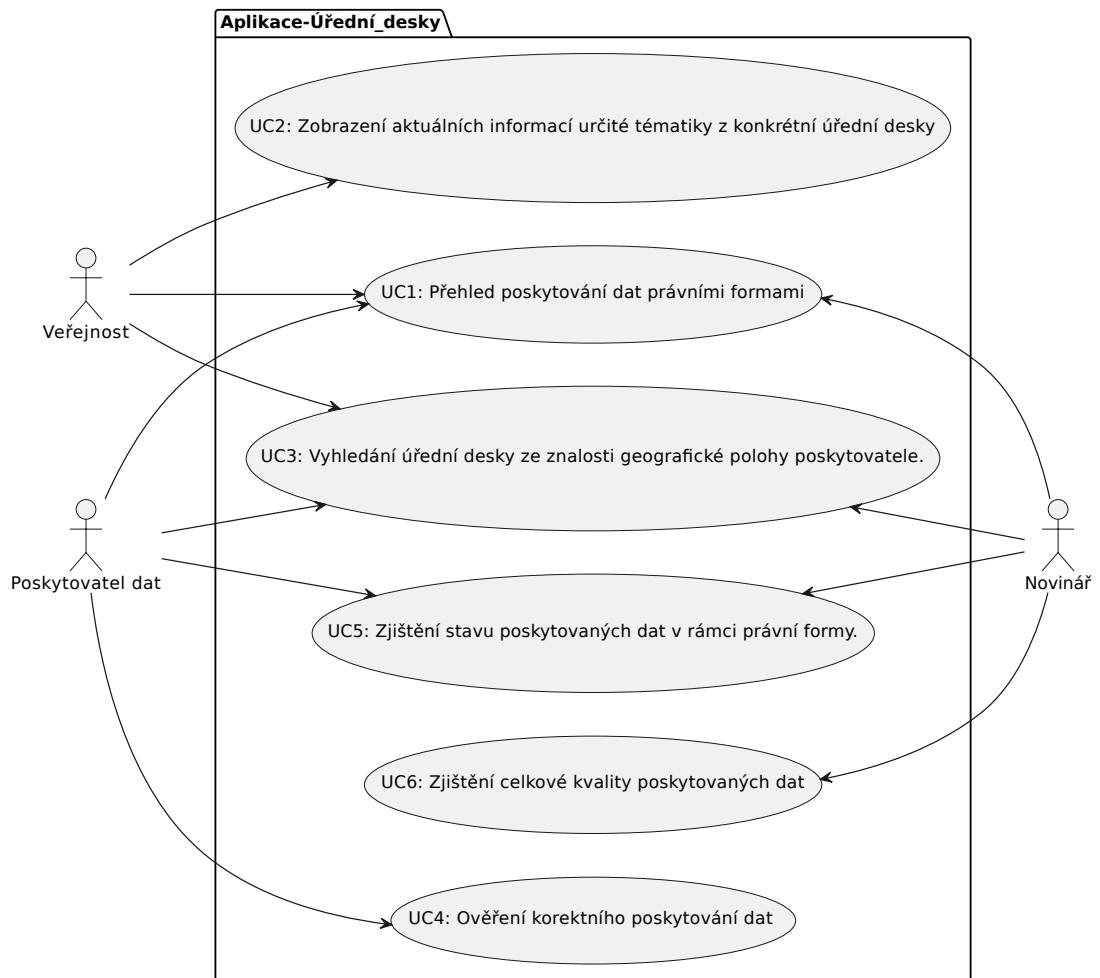 Aplikace-Úřední_desky
UC2: Zobrazení aktuálních informací určité tématiky z konkrétní úřední desky
UC1: Přehled poskytování dat právními formami
Veřejnost
UC3: Vyhledání úřední desky ze znalosti geografické polohy poskytovatele.
Poskytovatel dat
Novinář
UC5: Zjištění stavu poskytovaných dat v rámci právní formy.
UC6: Zjištění celkové kvality poskytovaných dat
UC4: Ověření korektního poskytování dat